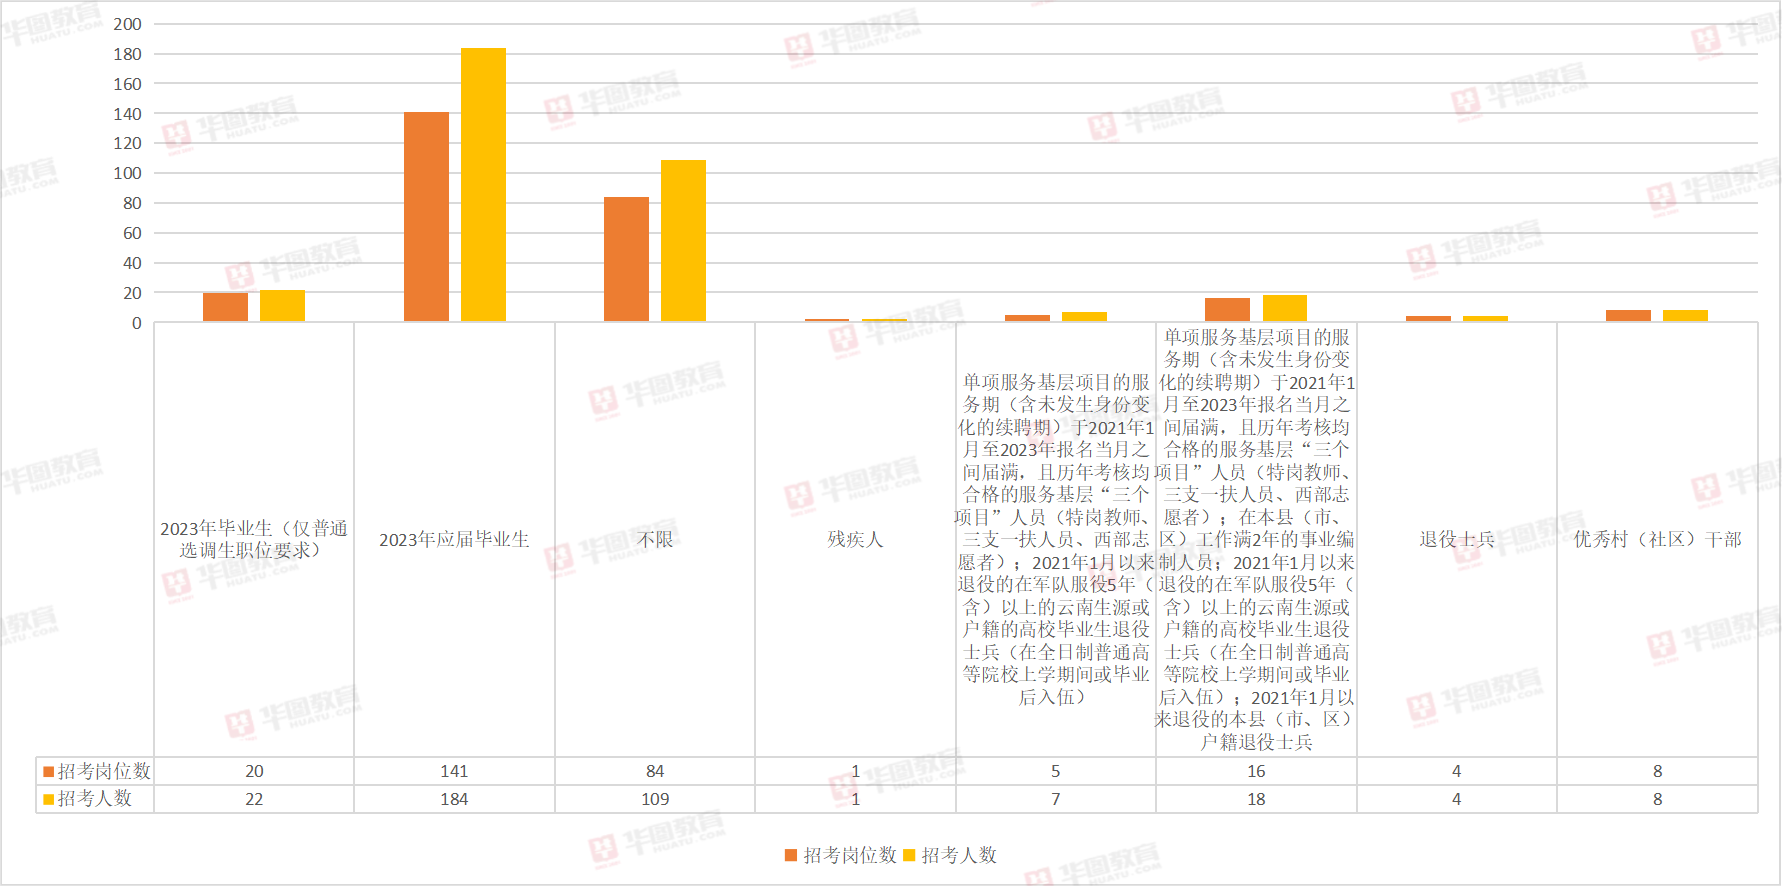 200
180
160
140
120
100
80
60
40
20
0
2023年毕业生（仅普通
选调生职位要求）
2023年应届毕业生
不限
残疾人
单项服务基层项目的服
务期（含未发生身份变
化的续聘期）于2021年1
月至2023年报名当月之
间届满，且历年考核均
合格的服务基层“三个
项目”人员（特岗教师、
三支一扶人员、西部志
愿者）；2021年1月以来
退役的在军队服役5年（
含）以上的云南生源或
户籍的高校毕业生退役
士兵（在全日制普通高
等院校上学期间或毕业
后入伍）
单项服务基层项目的服
务期（含未发生身份变
化的续聘期）于2021年1
月至2023年报名当月之
间届满，且历年考核均
合格的服务基层“三个
项目”人员（特岗教师、
三支一扶人员、西部志
愿者）；在本县（市、
区）工作满2年的事业编
制人员；2021年1月以来
退役的在军队服役5年（
含）以上的云南生源或
户籍的高校毕业生退役
士兵（在全日制普通高
等院校上学期间或毕业
后入伍）；2021年1月以
来退役的本县（市、区）
户籍退役士兵
退役士兵
优秀村（社区）干部
招考岗位数 20 141 84 1 5 16 4 8
招考人数 22 184 109 1 7 18 4 8
招考岗位数 招考人数
华图教育
HUATU.COM